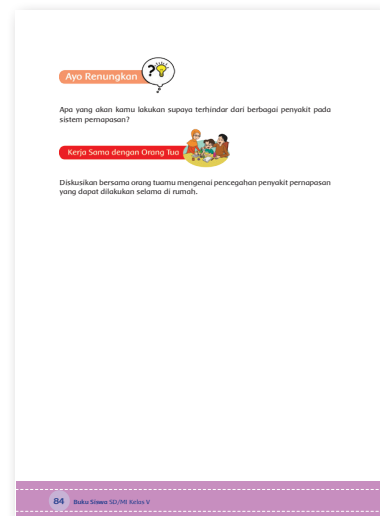 Ayo Renungkan
Apa yang akan kamu lakukan supaya terhindar dari berbagai penyakit pada
sistem pernapasan?
Kerja Sama dengan Orang Tua
Diskusikan bersama orang tuamu mengenai pencegahan penyakit pernapasan
yang dapat dilakukan selama di rumah.
84 Buku Siswa SD/MI Kelas V